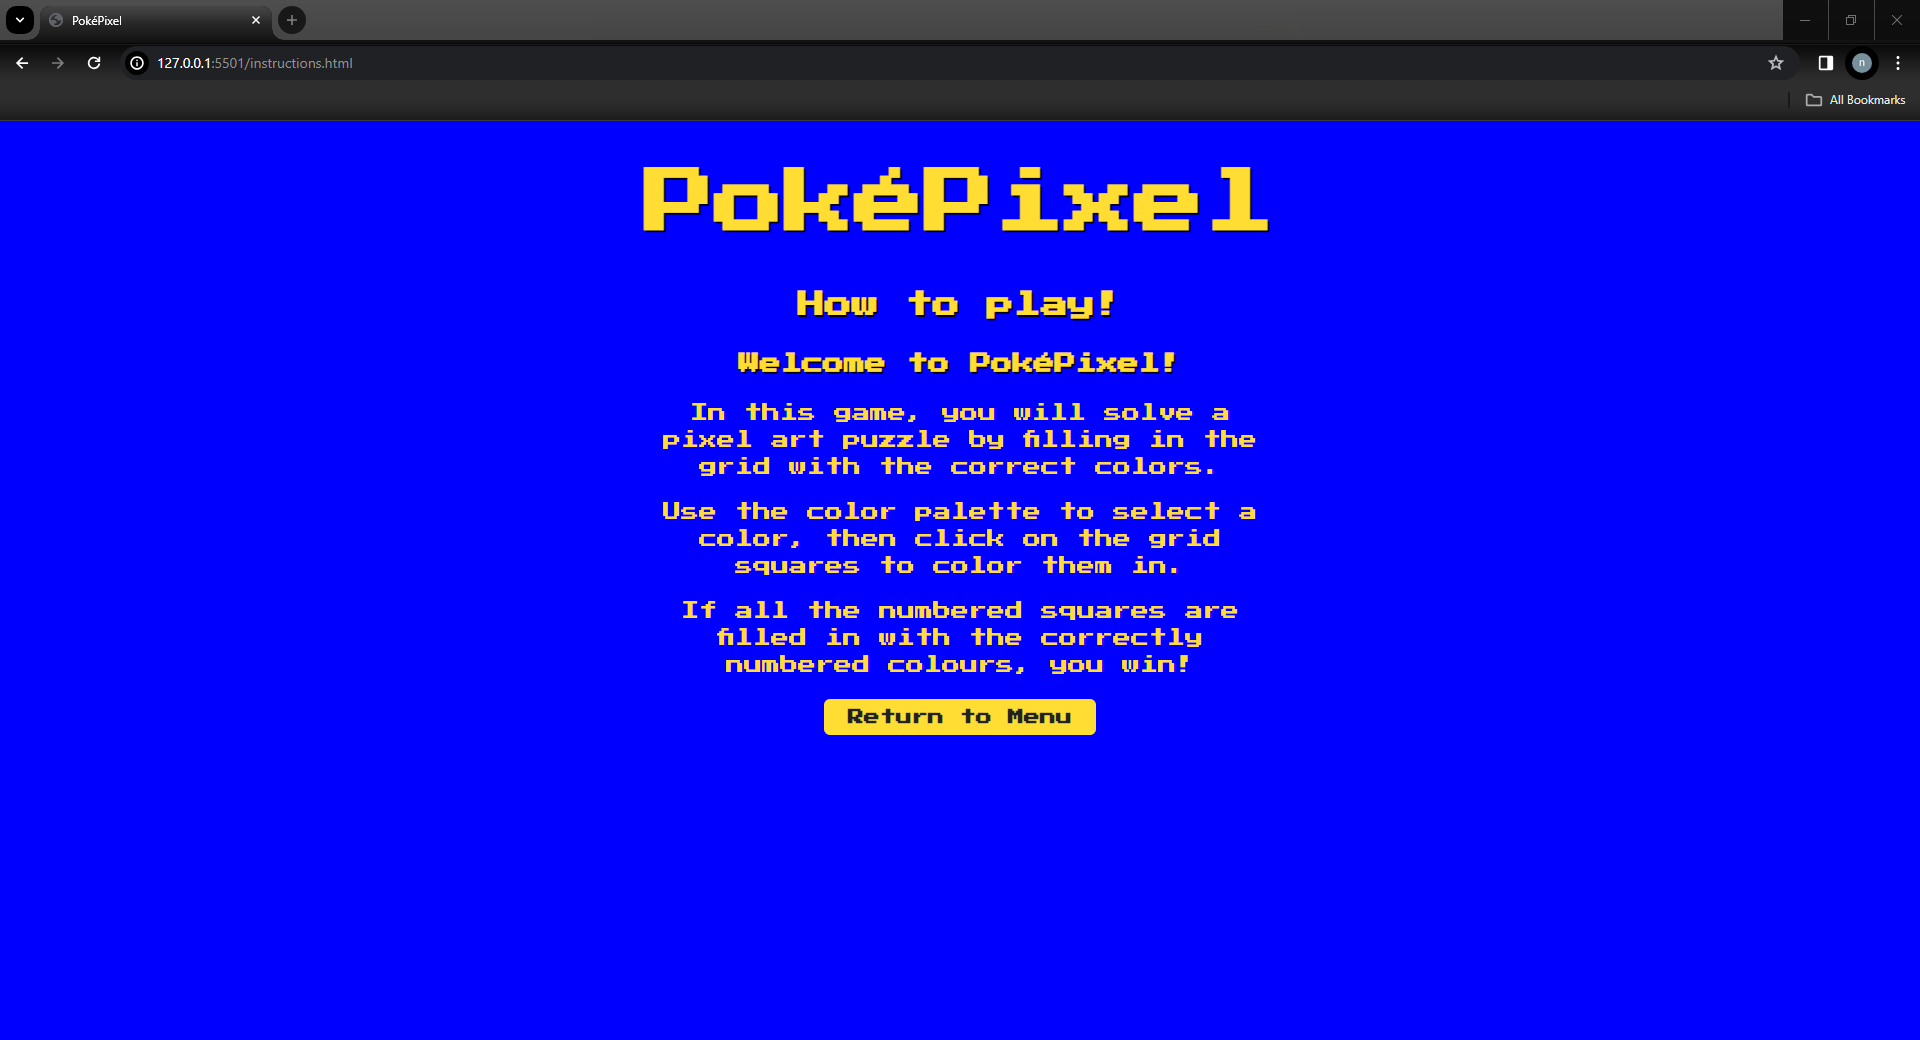 PokéPixel
127.0.0.1:5501/instructions.html
n
All Bookmarks
PokéPixel
How to play!
Welcome to PokéPixel!
In this game, you will solve a
pixel art puzzle by filling in the
grid with the correct colors.
Use the color palette to select a
color, then click on the grid
squares to color them in.
If all the numbered squares are
filled in with the correctly
numbered colours, you win!
Return to Menu